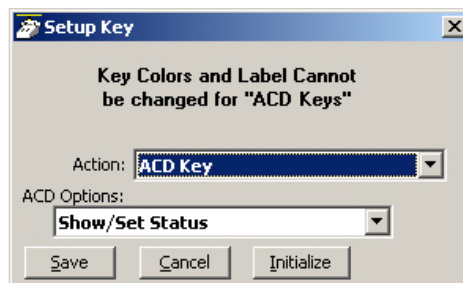 Setup Key
Key Colors and Label Cannot
be changed for "ACD Keys"
Action: ACD Key
ACD Options:
Show/Set Status
Save Cancel Initialize